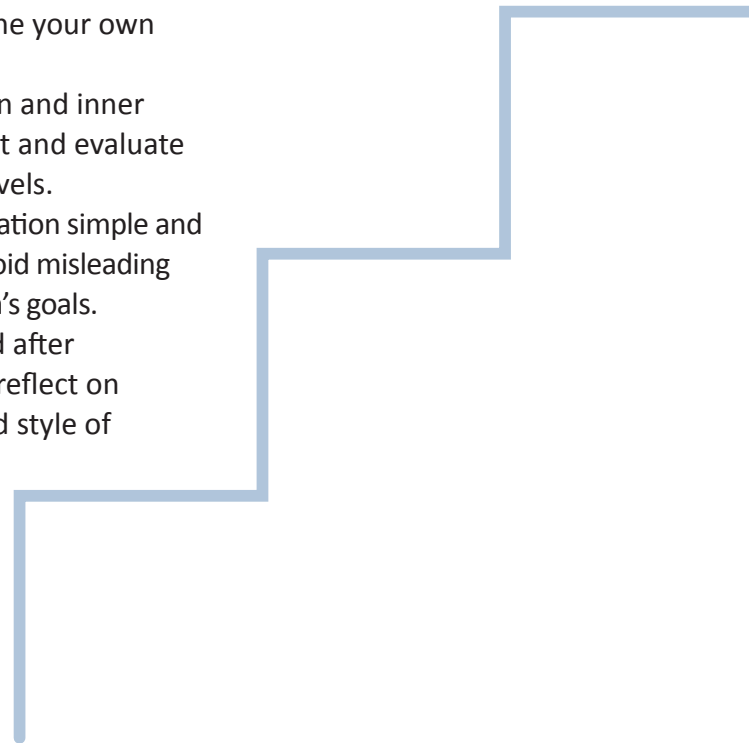 ne your own
n and inner
t and evaluate
vels.
ation simple and
oid misleading
's goals.
d after
reflect on
d style of